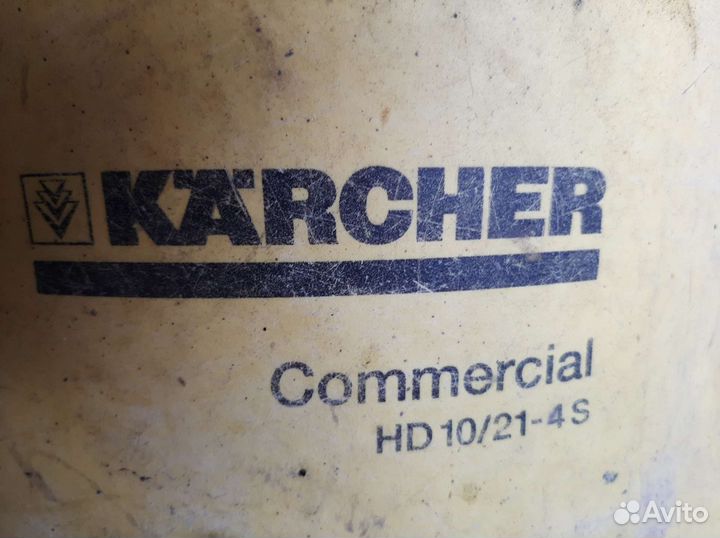 KÄRCHER
Commercial
HD 10/21-4 S
Avito